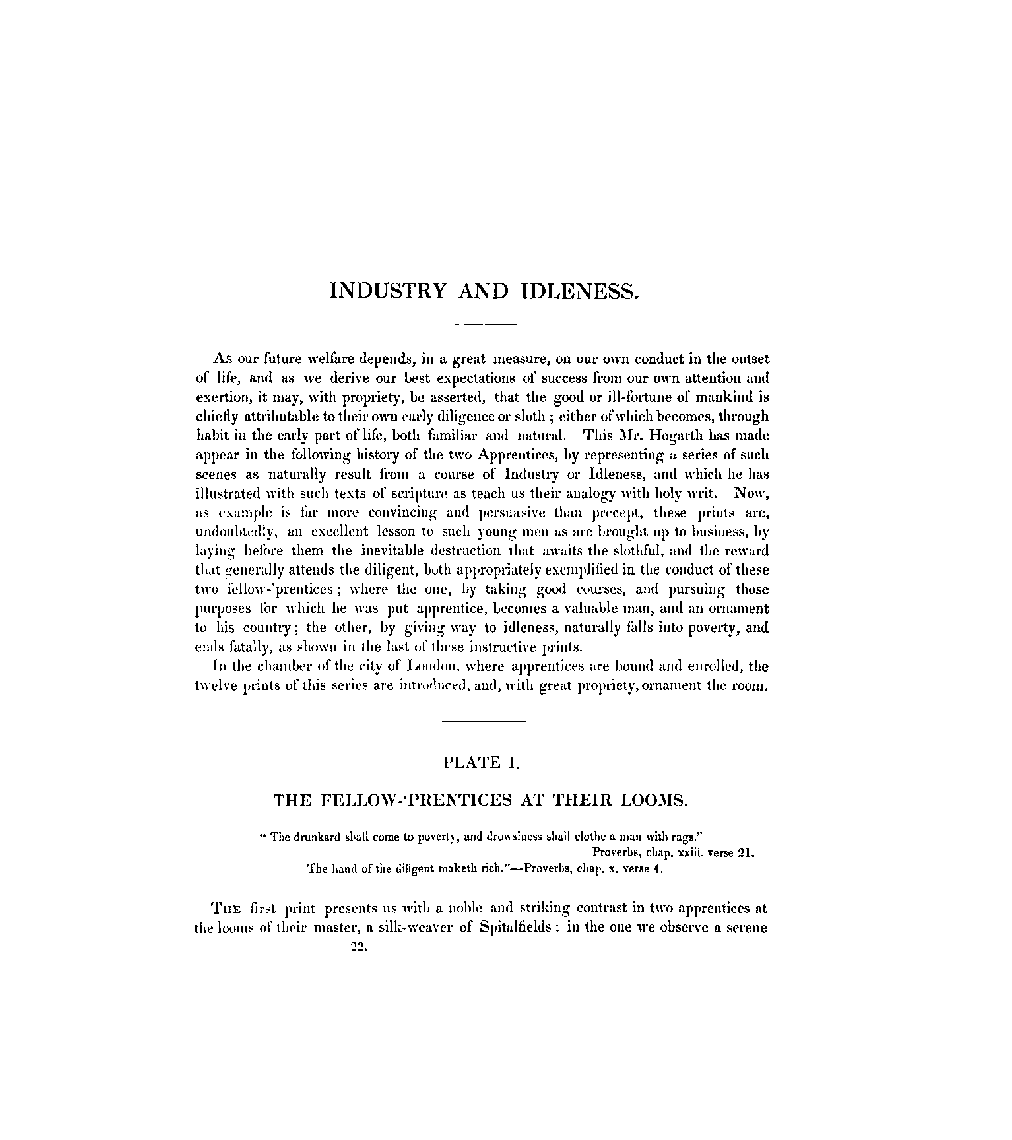 INDUSTRY AND IDLENESS.
As our future welfare depends, in a great measure, on our own conduct in the outset
of life, and as we derive our best expectations of success from our own attention and
exertion, it may, with propriety, be asserted, that the good or ill-fortune of mankind is
chiefly attributable to their own early diligence or sloth ; either of which becomes, through
habit in the early part of life, both familiar and natural. This Mr. Hogarth has made
appear in the following history of the two Apprentices, by representing a series of such
scenes as naturally result from a course of Industry or Idleness, and which he has
illustrated with such texts of scripture as teach us their analogy with holy writ. Now,
as example is far more convincing and persuasive than precept, these prints are,
undoubtedly, an excellent lesson to such young men as are brought up to business, by
laying before them the inevitable destruction that awaits the slothful, and the reward
that generally attends the diligent, both appropriately exemplified in the conduct of these
two fellow-'prentices ; where the one, by taking good courses, and pursuing those
purposes for which he was put apprentice, becomes a valuable man, and an ornament
to his country ; the other, by giving way to idleness, naturally falls into poverty, and
ends fatally, as shown in the last of these instructive prints.
In the chamber of the city of London, where apprentices are bound and enrolled, the
twelve prints of this series are introduced, and, with great propriety, ornament the room.
PLATE I.
THE FELLOW-'PRENTICES AT THEIR LOOMS.
" The drunkard shall come to poverty, and drowsiness shall clothe a man with rags."
Proverbs, chap. xxiii. verse 21.
The hand of the diligent maketh rich."—Proverbs, chap. x. verse 4.
THE first print presents us with a noble and striking contrast in two apprentices at
the looms of their master, a silk-weaver of Spitalfields : in the one we observe a serene
22.